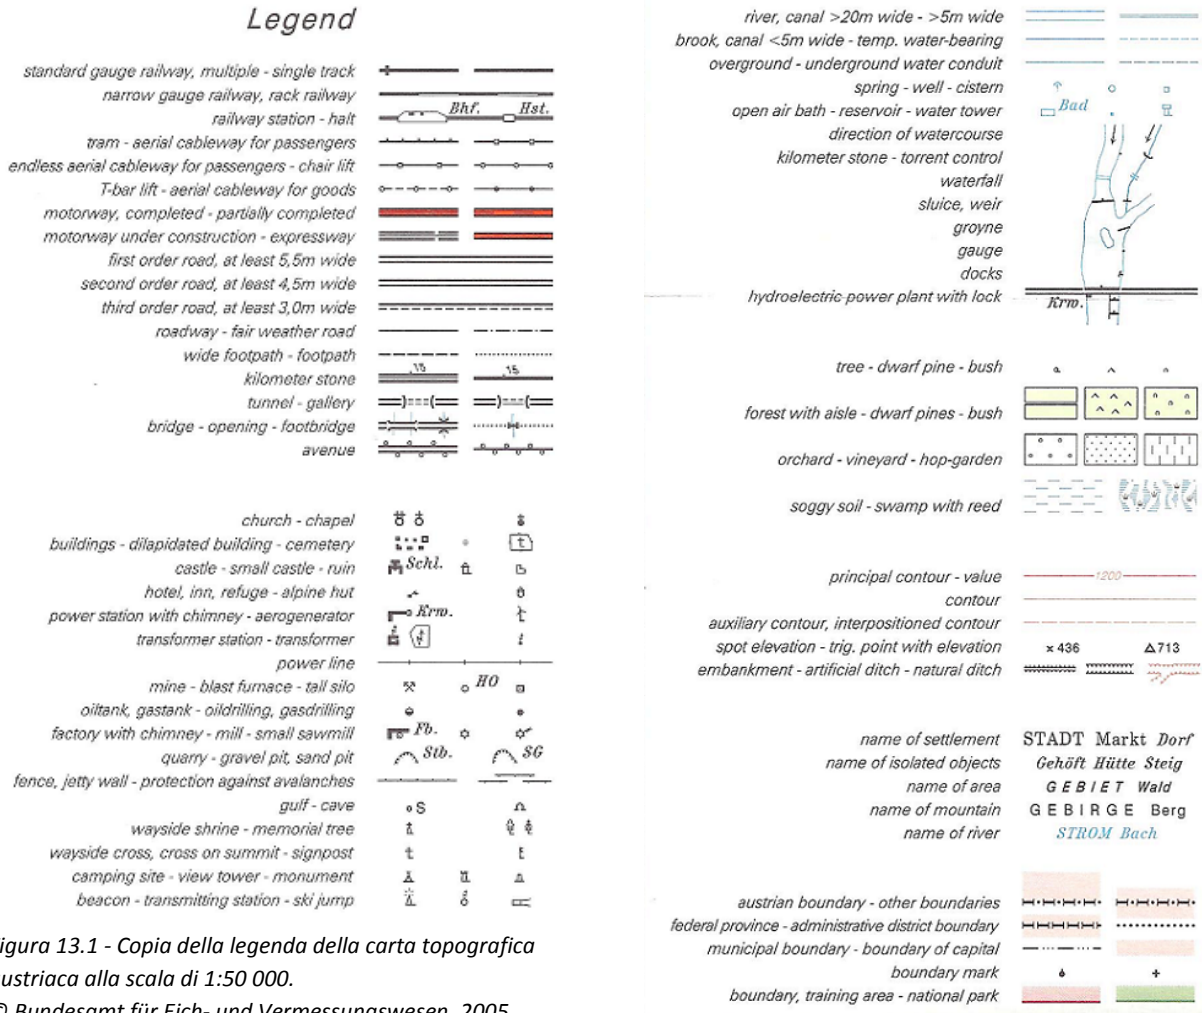 Legend
standard gauge railway, multiple - single track
narrow gauge railway, rack railway
railway station - halt Bhf. Hst.
tram - aerial cableway for passengers
endless aerial cableway for passengers - chair lift
T-bar lift - aerial cableway for goods
motorway, completed - partially completed
motorway under construction - expressway
first order road, at least 5,5m wide
second order road, at least 4,5m wide
third order road, at least 3,0m wide
roadway - fair weather road
wide footpath - footpath
kilometer stone 15 15
tunnel - gallery
bridge - opening - footbridge
avenue
church - chapel
buildings - dilapidated building - cemetery
castle - small castle - ruin Schl.
hotel, inn, refuge - alpine hut
power station with chimney - aerogenerator Krw.
transformer station - transformer
power line
mine - blast furnace - tall silo HO
oiltank, gastank - oildrilling, gasdrilling
factory with chimney - mill - small sawmill Fb.
quarry - gravel pit, sand pit Stb. SG
fence, jetty wall - protection against avalanches
gulf - cave S
wayside shrine - memorial tree
wayside cross, cross on summit - signpost
camping site - view tower - monument
beacon - transmitting station - ski jump
igura 13.1 - Copia della legenda della carta topografica
ustriaca alla scala di 1:50 000.
© Bundesamt für Eich- und Vermessungswesen, 2005
river, canal >20m wide - >5m wide
brook, canal <5m wide - temp. water-bearing
overground - underground water conduit
spring - well - cistern
open air bath - reservoir - water tower Bad
direction of watercourse
kilometer stone - torrent control
waterfall
sluice, weir
groyne
gauge
docks
hydroelectric power plant with lock Krw.
tree - dwarf pine - bush
forest with aisle - dwarf pines - bush
orchard - vineyard - hop-garden
soggy soil - swamp with reed
principal contour - value 1200
contour
auxiliary contour, interpositioned contour
spot elevation - trig. point with elevation × 436 △713
embankment - artificial ditch - natural ditch
name of settlement STADT Markt Dorf
name of isolated objects Gehöft Hütte Steig
name of area GEBIET Wald
name of mountain GEBIRGE Berg
name of river STROM Bach
austrian boundary - other boundaries
federal province - administrative district boundary
municipal boundary - boundary of capital
boundary mark
boundary, training area - national park